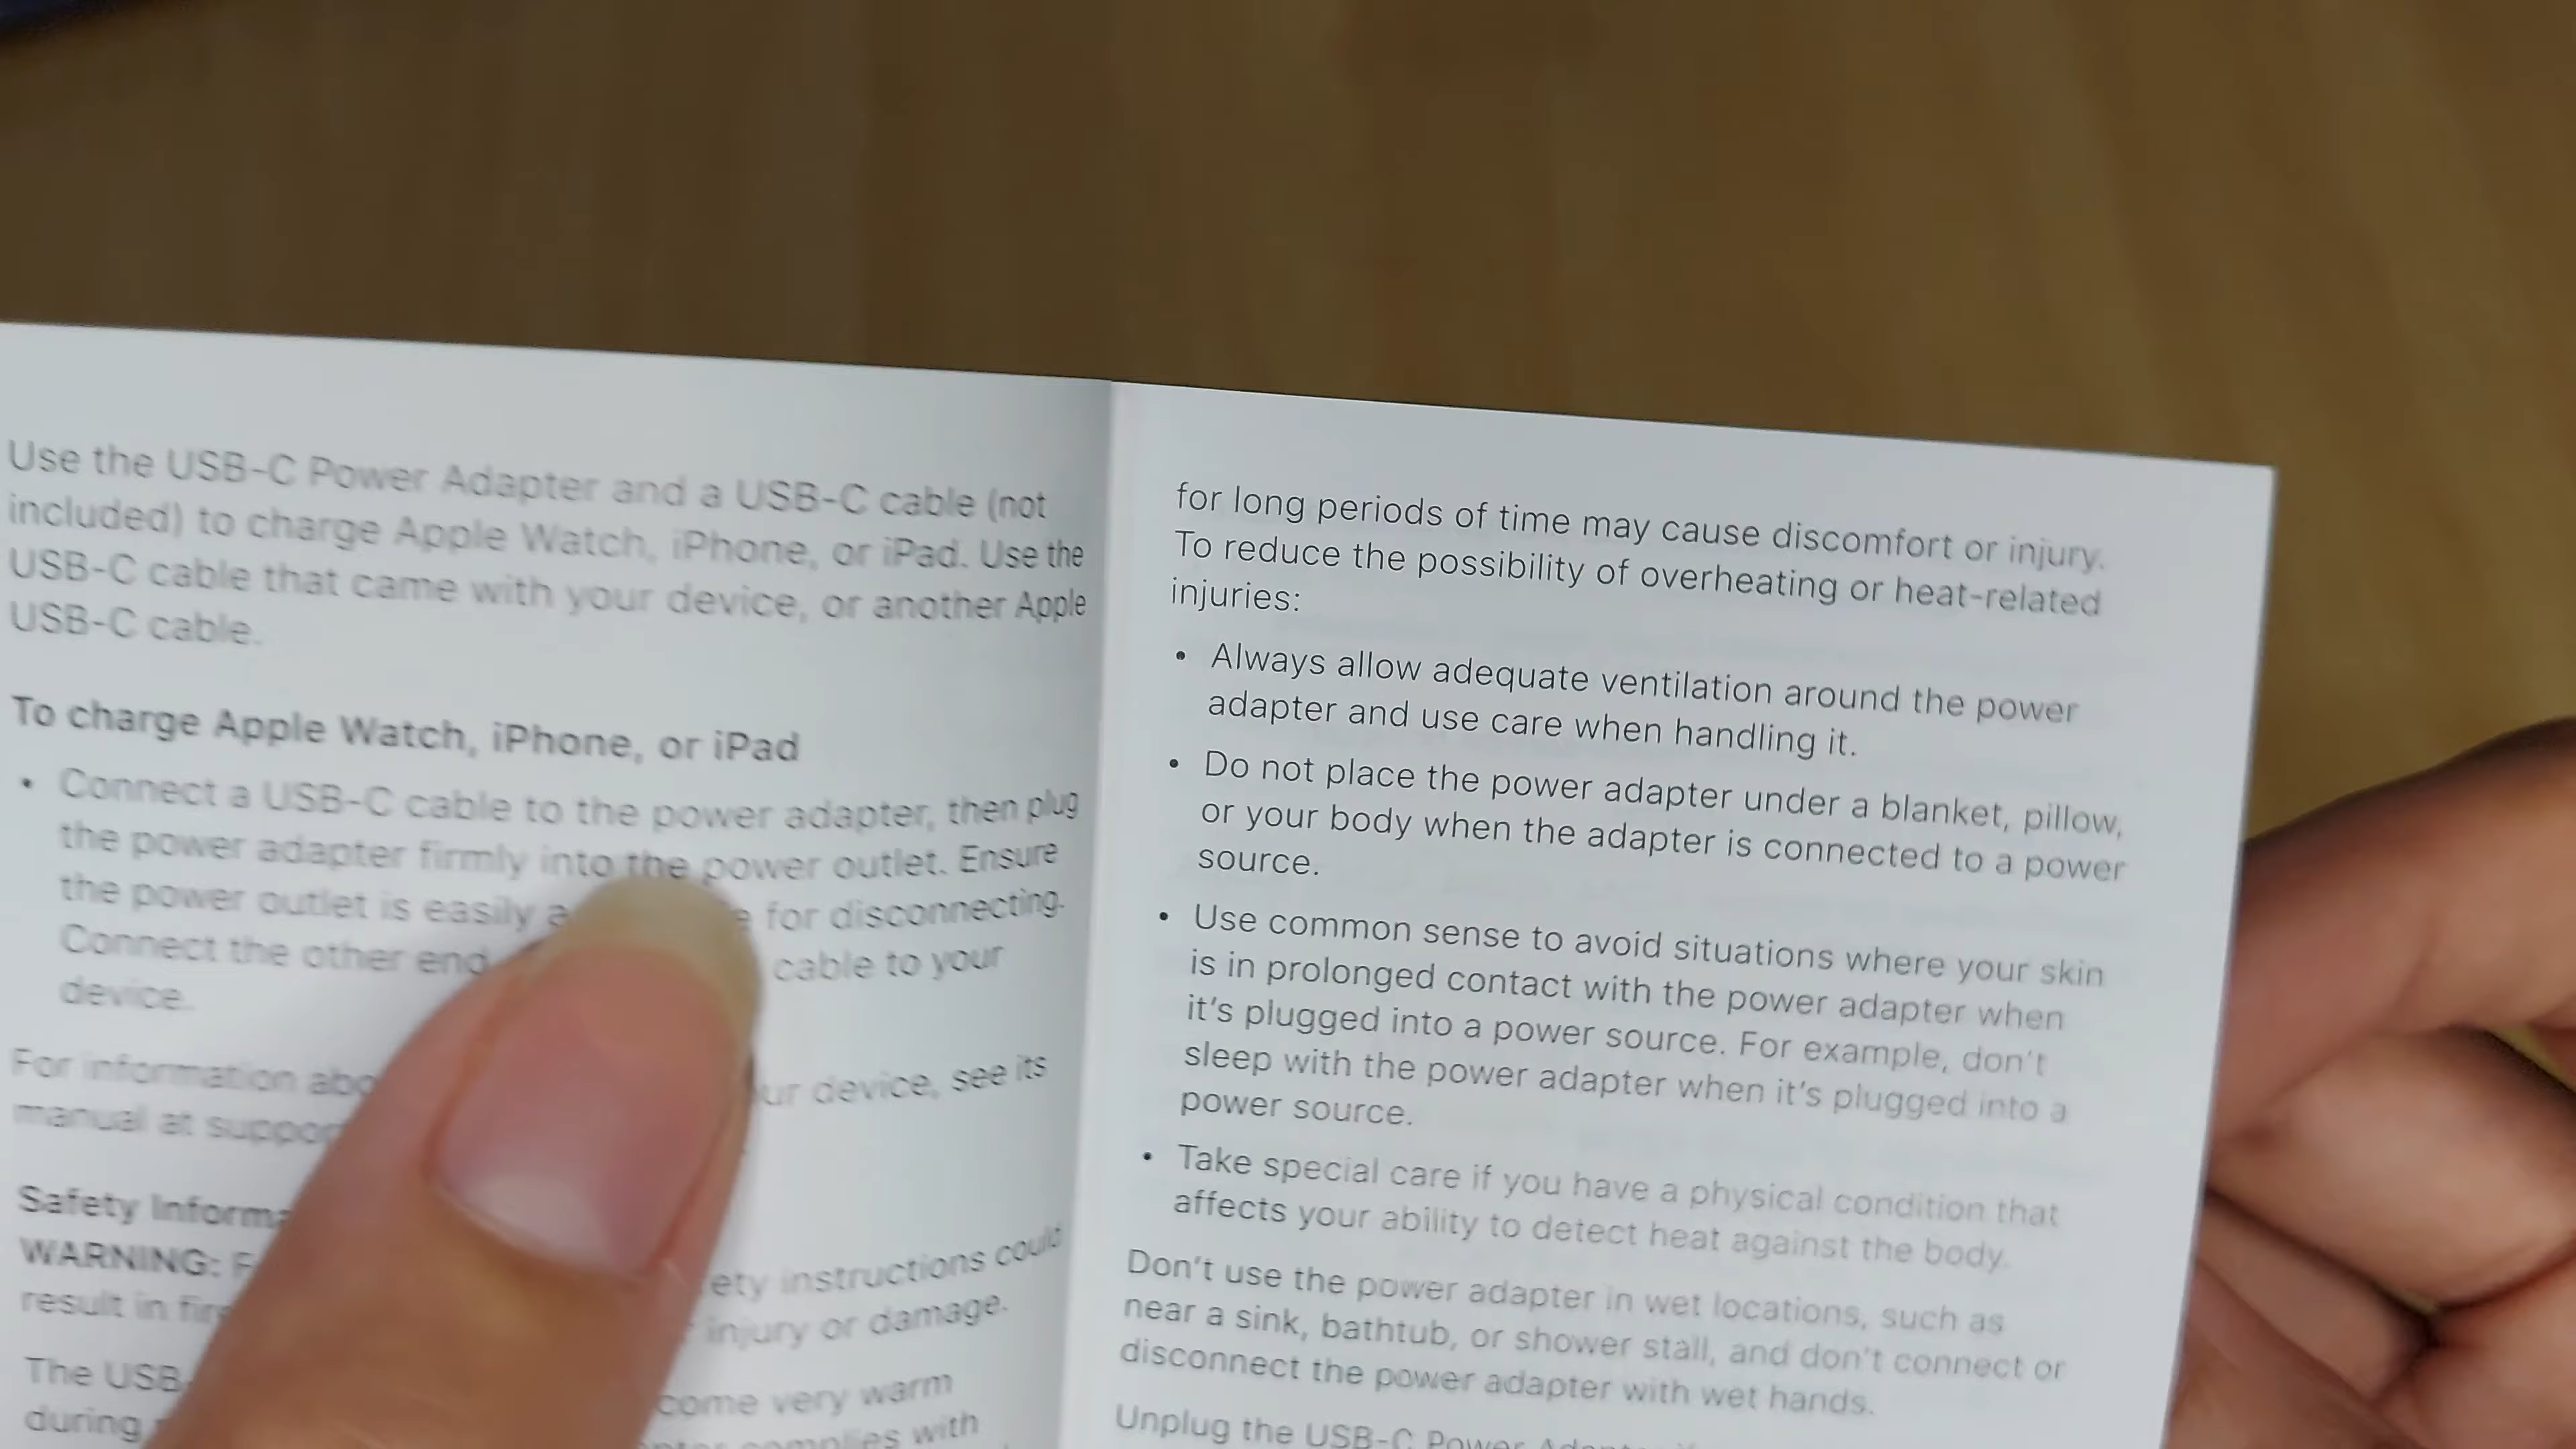 Use the USB-C Power Adapter and a USB-C cable (not
included) to charge Apple Watch, iPhone, or iPad. Use the
USB-C cable that came with your device, or another Apple
USB-C cable.
To charge Apple Watch, iPhone, or iPad
• Connect a USB-C cable to the power adapter, then plug
the power adapter firmly into the power outlet. Ensure
the power outlet is easily for disconnecting.
Connect the other end cable to your
device.
For information device, see its
manual at
Safety
WARNING: instructions could
result in injury or damage.
The very warm
during with
for long periods of time may cause discomfort or injury.
To reduce the possibility of overheating or heat-related
injuries:
• Always allow adequate ventilation around the power
adapter and use care when handling it.
• Do not place the power adapter under a blanket, pillow,
or your body when the adapter is connected to a power
source.
• Use common sense to avoid situations where your skin
is in prolonged contact with the power adapter when
it's plugged into a power source. For example, don't
sleep with the power adapter when it's plugged into a
power source.
• Take special care if you have a physical condition that
affects your ability to detect heat against the body.
Don't use the power adapter in wet locations, such as
near a sink, bathtub, or shower stall, and don't connect or
disconnect the power adapter with wet hands.
Unplug the USB-C Power